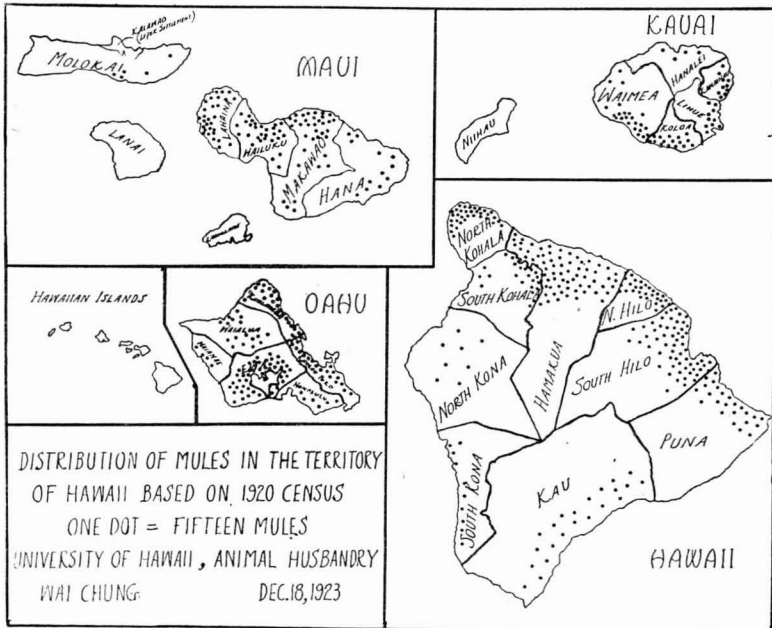 KALAWAO
(LEPER SETTLEMENT)
MOLOKAI
MAUI
LANAI
LAHAINA
WAILUKU
MAKAWAO
HANA
KAUAI
HANALEI
WAIMEA
LIHUE
KOLOA
NIIHAU
HAWAIIAN ISLANDS
OAHU
WAIALUA
HONOLULU
NORTH
KOHALA
SOUTH KOHALA
N. HILO
HAMAKUA
NORTH KONA
SOUTH HILO
PUNA
SOUTH KONA
KAU
HAWAII
DISTRIBUTION OF MULES IN THE TERRITORY
OF HAWAII BASED ON 1920 CENSUS
ONE DOT = FIFTEEN MULES
UNIVERSITY OF HAWAII, ANIMAL HUSBANDRY
WAI CHUNG. DEC. 18, 1923